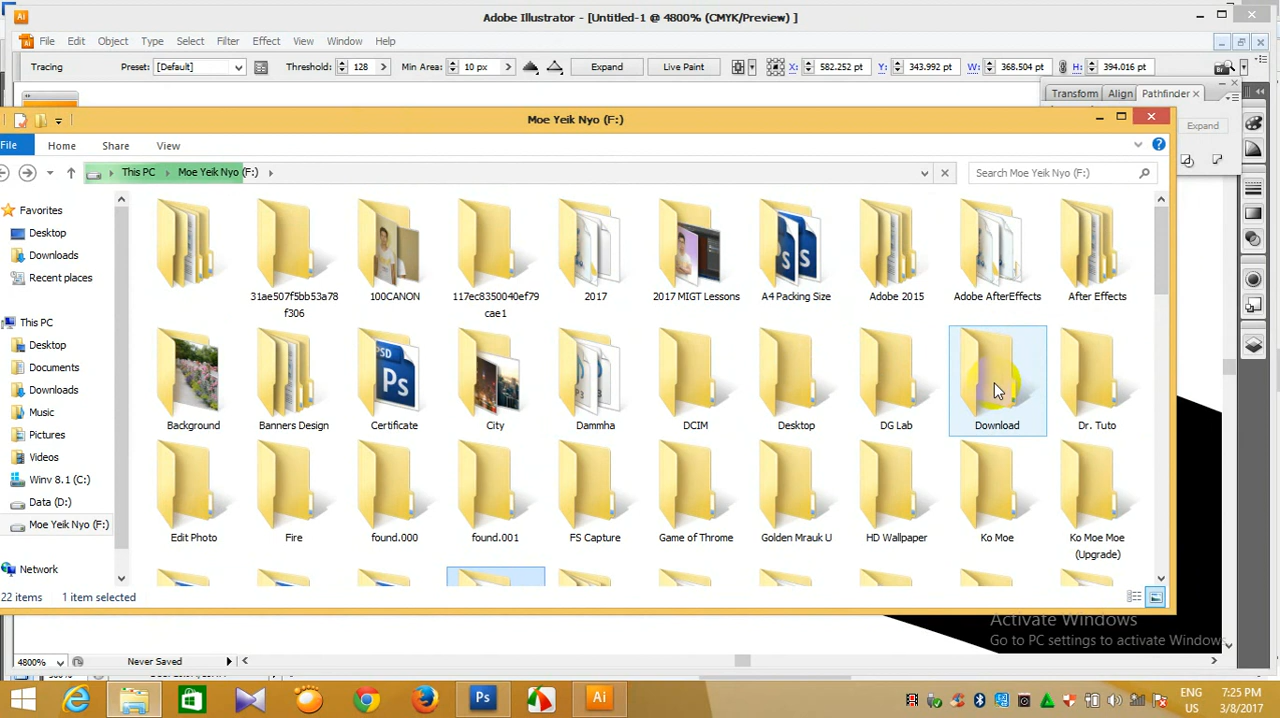 Adobe Illustrator - [Untitled-1 @ 4800% (CMYK/Preview) ]
File Edit Object Type Select Filter Effect View Window Help
Tracing Preset: [Default] Threshold: 128 Min Area: 10 px Expand Live Paint X: 582.252 pt Y: 343.992 pt W: 368.504 pt H: 394.016 pt
Transform Align Pathfinder ×
Expand
Moe Yeik Nyo (F:)
File Home Share View
This PC Moe Yeik Nyo (F:)
Search Moe Yeik Nyo (F:)
Favorites
Desktop
Downloads
Recent places
This PC
Desktop
Documents
Downloads
Music
Pictures
Videos
Winv 8.1 (C:)
Data (D:)
Moe Yeik Nyo (F:)
Network
31ae507f5bb53a78
f306
100CANON
117ec8350040ef79
cae1
2017
2017 MIGT Lessons
A4 Packing Size
Adobe 2015
Adobe AfterEffects
After Effects
Background
PSD
Ps
Banners Design
Certificate
City
Dammha
DCIM
Desktop
DG Lab
Download
Dr. Tuto
Edit Photo
Fire
found.000
found.001
FS Capture
Game of Throme
Golden Mrauk U
HD Wallpaper
Ko Moe
Ko Moe Moe
(Upgrade)
22 items 1 item selected
Activate Windows
Go to PC settings to activate Windows.
4800% Never Saved
Ps
Ai
ENG
US
7:25 PM
3/8/2017